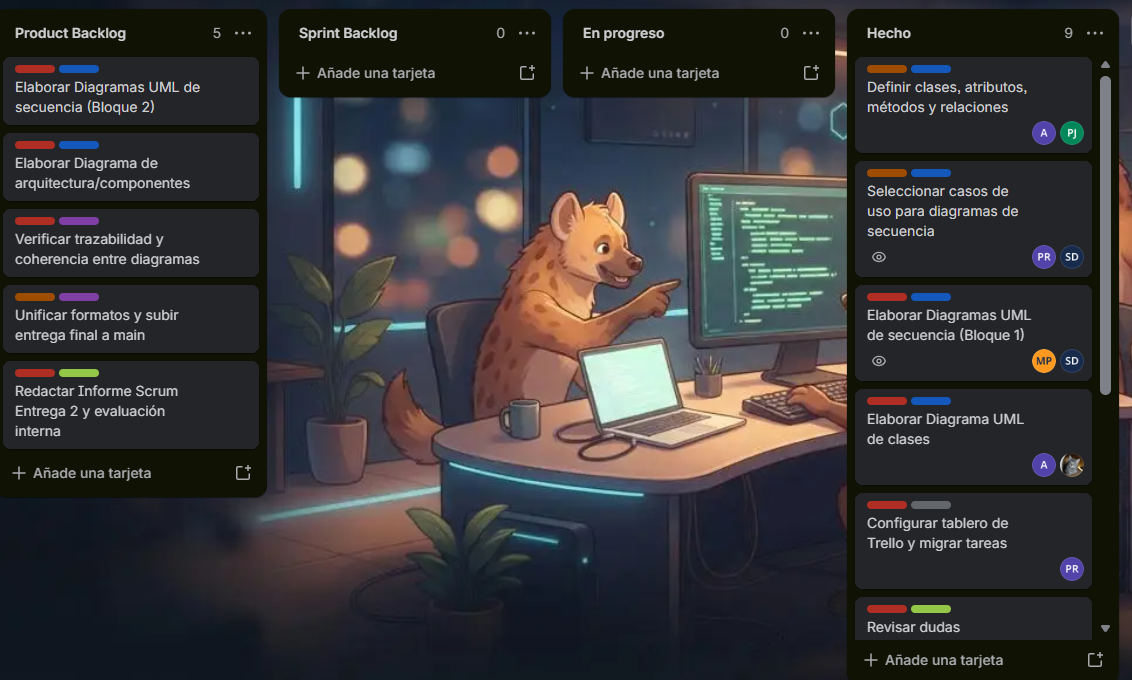 Product Backlog 5
Elaborar Diagramas UML de
secuencia (Bloque 2)
Elaborar Diagrama de
arquitectura/componentes
Verificar trazabilidad y
coherencia entre diagramas
Unificar formatos y subir
entrega final a main
Redactar Informe Scrum
Entrega 2 y evaluación
interna
Añade una tarjeta
Sprint Backlog 0
Añade una tarjeta
En progreso 0
Añade una tarjeta
Hecho 9
Definir clases, atributos,
métodos y relaciones
A PJ
Seleccionar casos de
uso para diagramas de
secuencia
PR SD
Elaborar Diagramas UML
de secuencia (Bloque 1)
MP SD
Elaborar Diagrama UML
de clases
A
Configurar tablero de
Trello y migrar tareas
PR
Revisar dudas
Añade una tarjeta